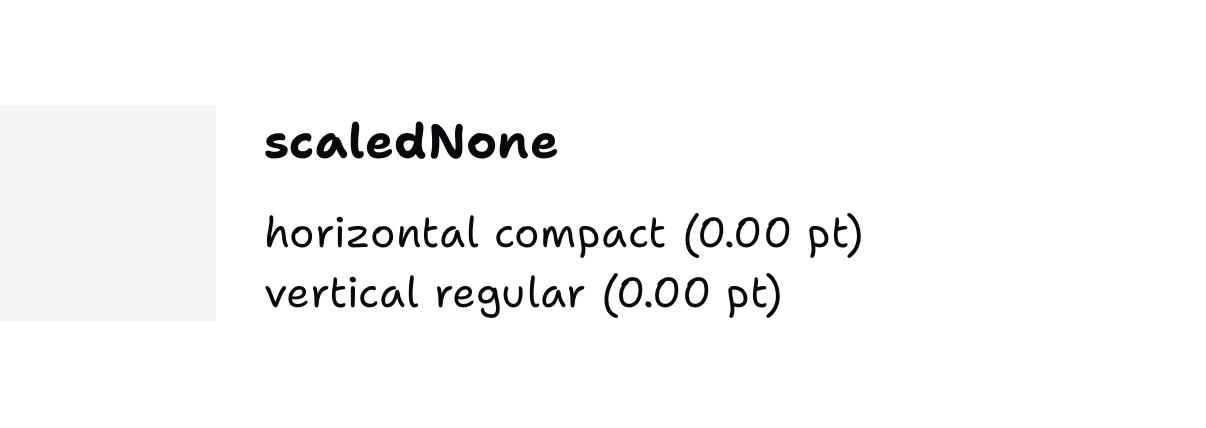 scaledNone
horizontal compact (0.00 pt)
vertical regular (0.00 pt)